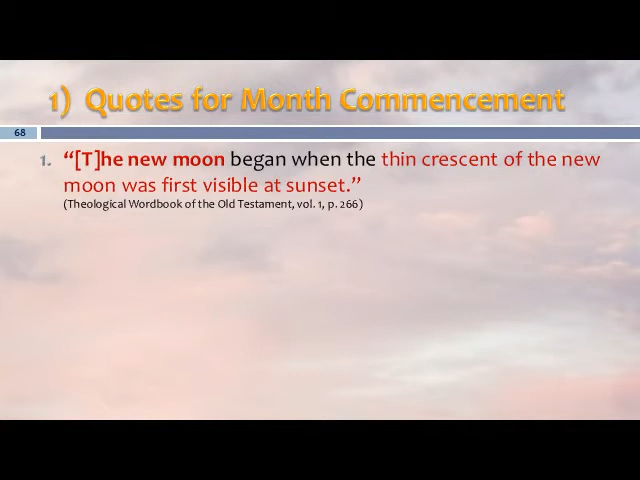 1) Quotes for Month Commencement
68
1. “[T]he new moon began when the thin crescent of the new
moon was first visible at sunset.”
(Theological Wordbook of the Old Testament, vol. 1, p. 266)